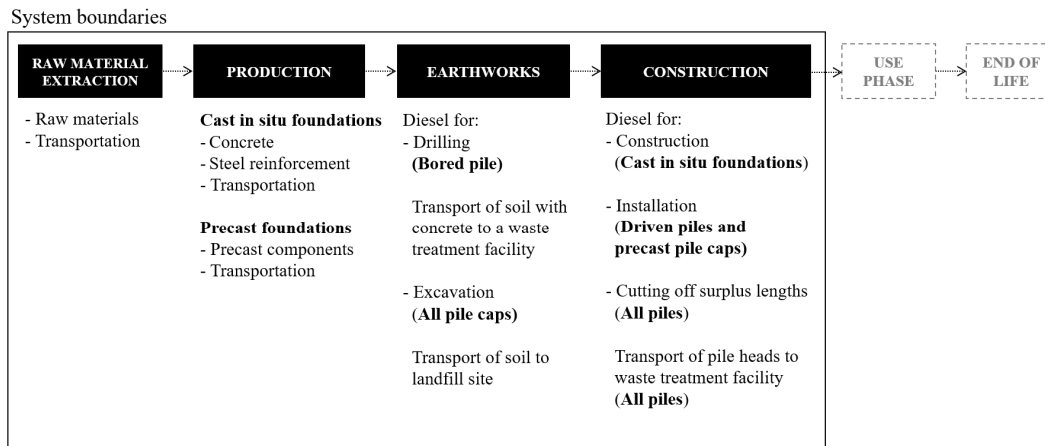 System boundaries
RAW MATERIAL
EXTRACTION
- Raw materials
- Transportation
PRODUCTION
Cast in situ foundations
- Concrete
- Steel reinforcement
- Transportation
Precast foundations
- Precast components
- Transportation
EARTHWORKS
Diesel for:
- Drilling
(Bored pile)
Transport of soil with
concrete to a waste
treatment facility
- Excavation
(All pile caps)
Transport of soil to
landfill site
CONSTRUCTION
Diesel for:
- Construction
(Cast in situ foundations)
- Installation
(Driven piles and
precast pile caps)
- Cutting off surplus lengths
(All piles)
Transport of pile heads to
waste treatment facility
(All piles)
USE
PHASE
END OF
LIFE